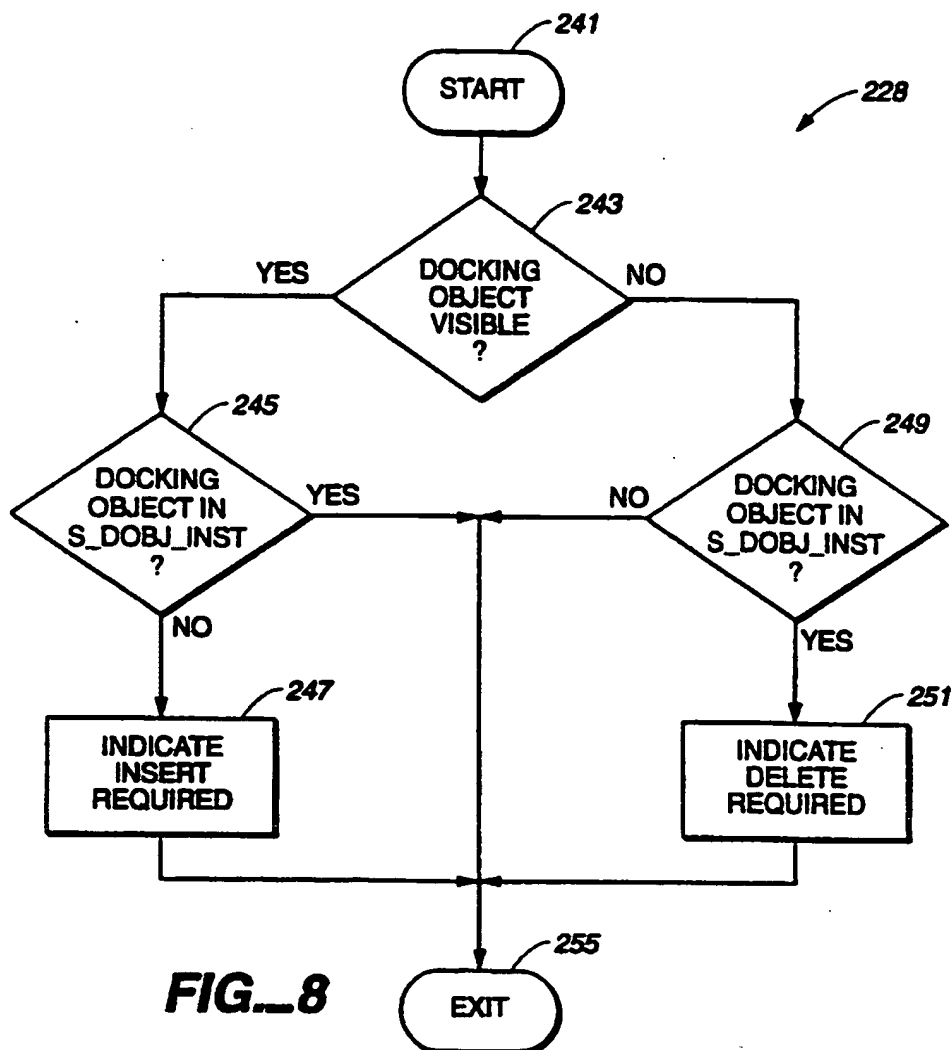 241
START
228
243
DOCKING
OBJECT
VISIBLE
?
YES
NO
245
DOCKING
OBJECT IN
S_DOBJ_INST
?
YES
NO
249
DOCKING
OBJECT IN
S_DOBJ_INST
?
NO
YES
247
INDICATE
INSERT
REQUIRED
251
INDICATE
DELETE
REQUIRED
255
EXIT
FIG._8